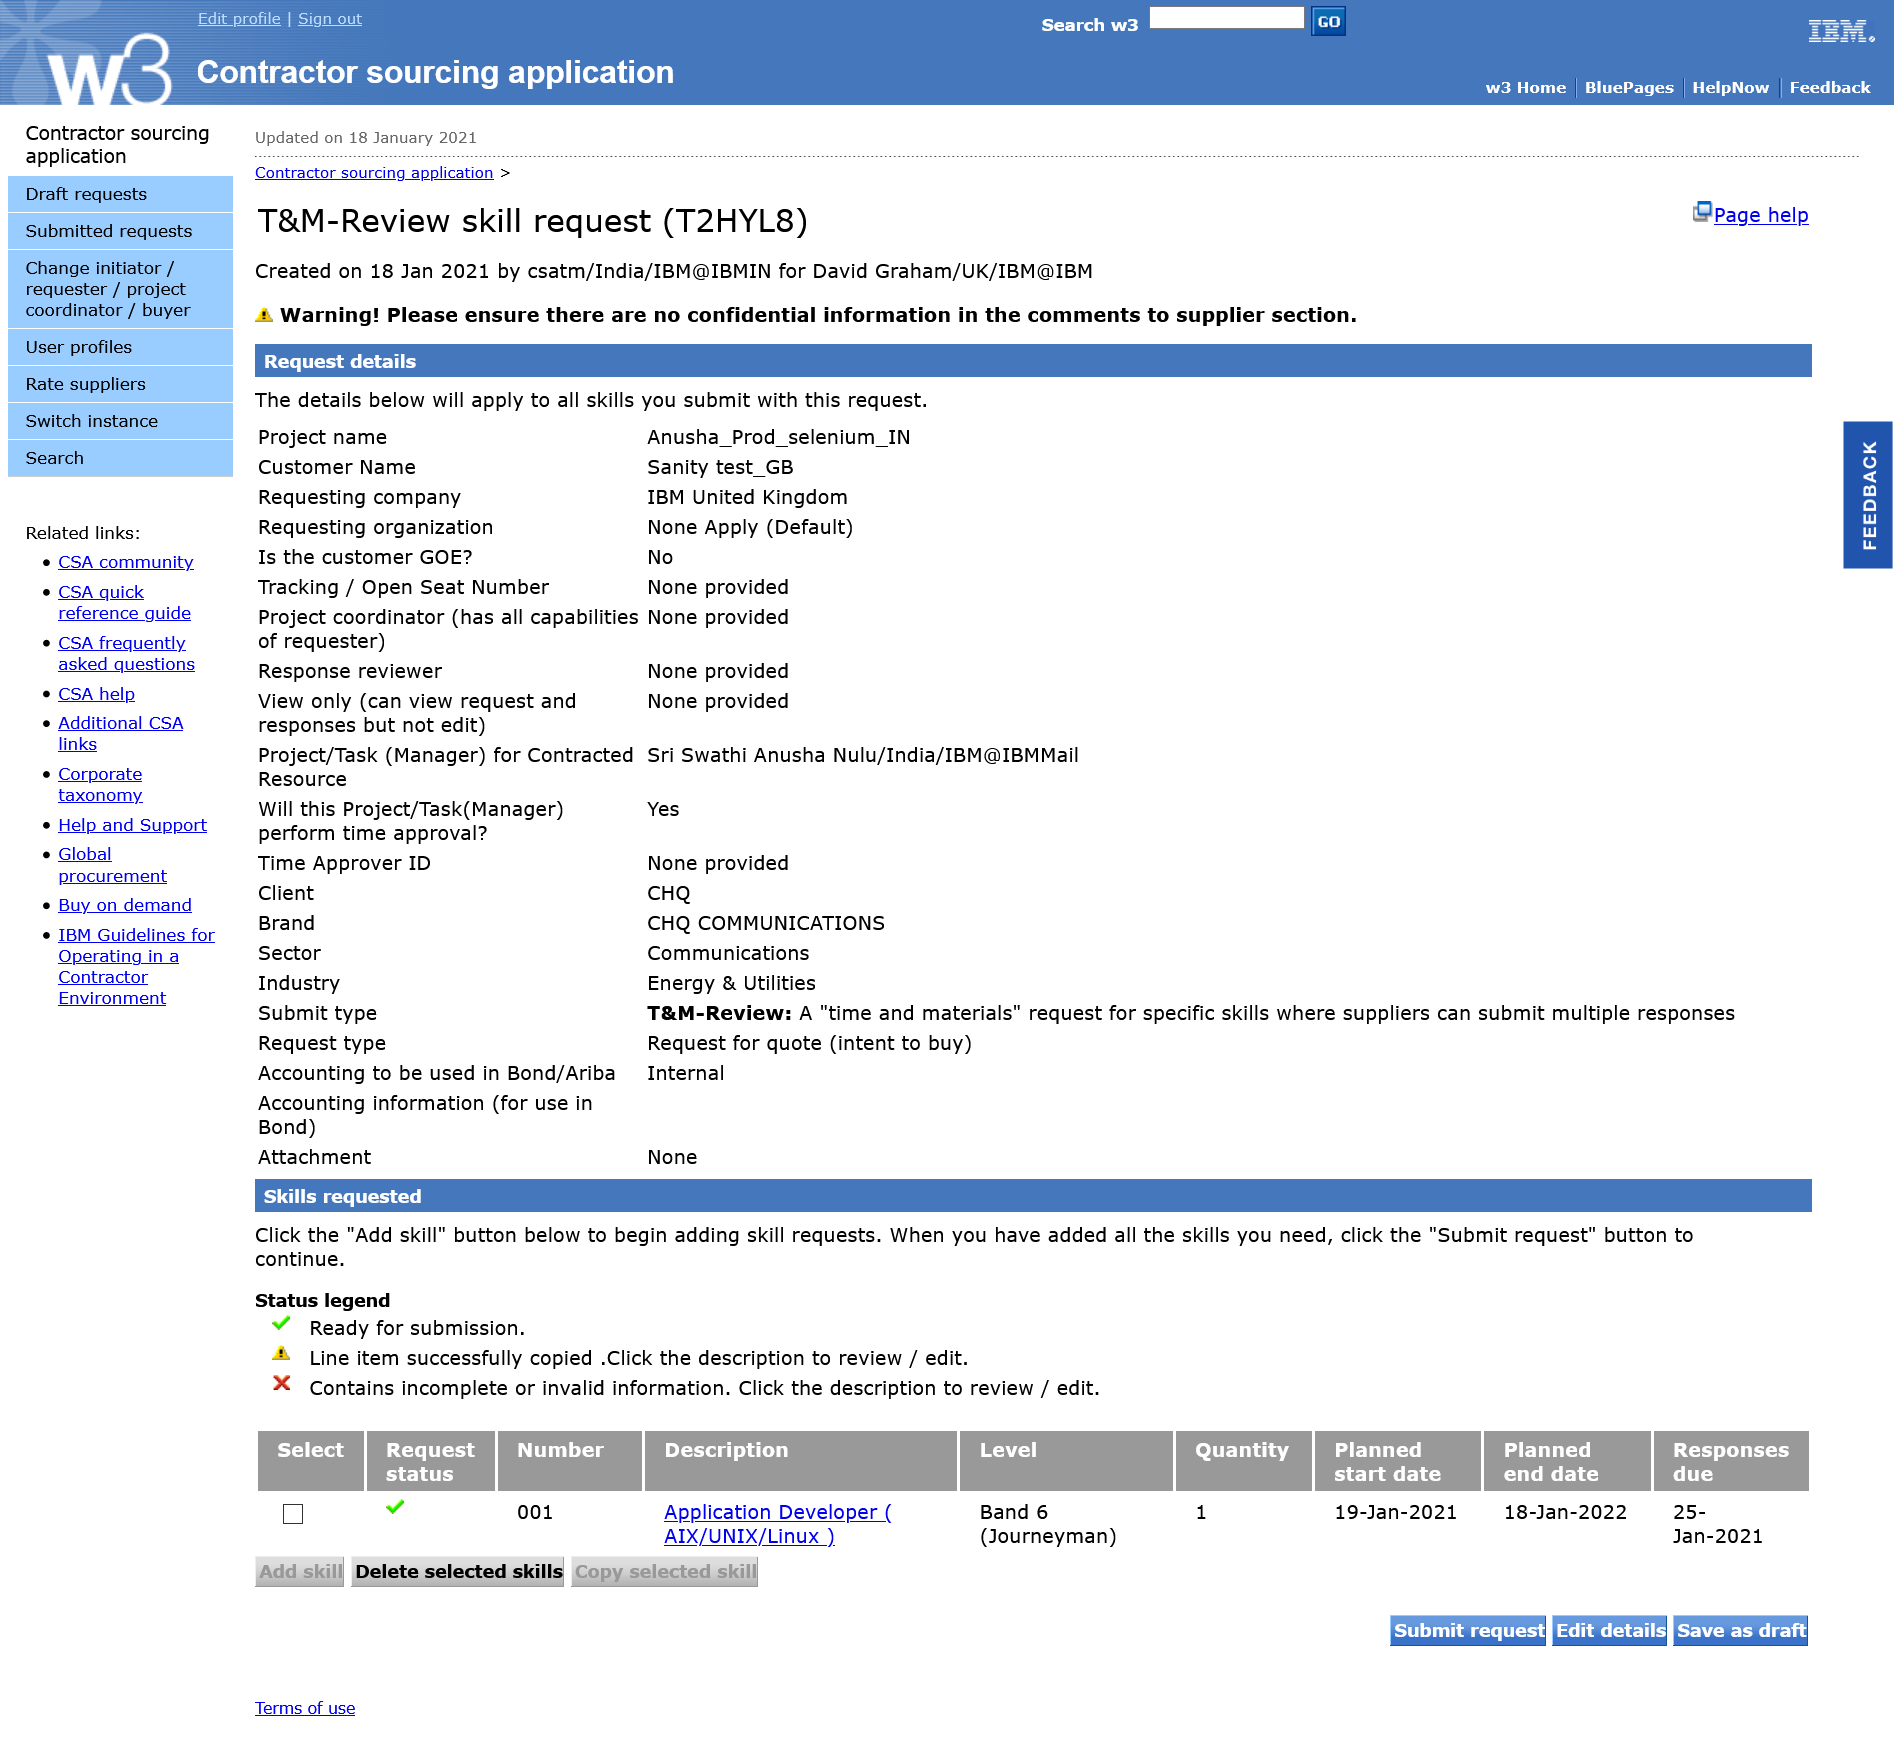 Edit profile | Sign out
Search w3
GO
IBM.
w3
Contractor sourcing application
w3 Home
BluePages
HelpNow
Feedback
Contractor sourcing
application
Draft requests
Submitted requests
Change initiator /
requester / project
coordinator / buyer
User profiles
Rate suppliers
Switch instance
Search
Related links:
• CSA community
• CSA quick
reference guide
• CSA frequently
asked questions
• CSA help
• Additional CSA
links
• Corporate
taxonomy
• Help and Support
• Global
procurement
• Buy on demand
• IBM Guidelines for
Operating in a
Contractor
Environment
Updated on 18 January 2021
Contractor sourcing application >
T&M-Review skill request (T2HYL8)
Page help
Created on 18 Jan 2021 by csatm/India/IBM@IBMIN for David Graham/UK/IBM@IBM
Warning! Please ensure there are no confidential information in the comments to supplier section.
Request details
The details below will apply to all skills you submit with this request.
Project name Anusha_Prod_selenium_IN
Customer Name Sanity test_GB
Requesting company IBM United Kingdom
Requesting organization None Apply (Default)
Is the customer GOE? No
Tracking / Open Seat Number None provided
Project coordinator (has all capabilities None provided
of requester)
Response reviewer None provided
View only (can view request and None provided
responses but not edit)
Project/Task (Manager) for Contracted Sri Swathi Anusha Nulu/India/IBM@IBMMail
Resource
Will this Project/Task(Manager) Yes
perform time approval?
Time Approver ID None provided
Client CHQ
Brand CHQ COMMUNICATIONS
Sector Communications
Industry Energy & Utilities
Submit type T&M-Review: A "time and materials" request for specific skills where suppliers can submit multiple responses
Request type Request for quote (intent to buy)
Accounting to be used in Bond/Ariba Internal
Accounting information (for use in
Bond)
Attachment None
FEEDBACK
Skills requested
Click the "Add skill" button below to begin adding skill requests. When you have added all the skills you need, click the "Submit request" button to
continue.
Status legend
Ready for submission.
Line item successfully copied .Click the description to review / edit.
Contains incomplete or invalid information. Click the description to review / edit.
Select Request Number Description Level Quantity Planned Planned Responses
status start date end date due
001 Application Developer ( Band 6 1 19-Jan-2021 18-Jan-2022 25-
AIX/UNIX/Linux ) (Journeyman) Jan-2021
Add skill Delete selected skills Copy selected skill
Submit request Edit details Save as draft
Terms of use